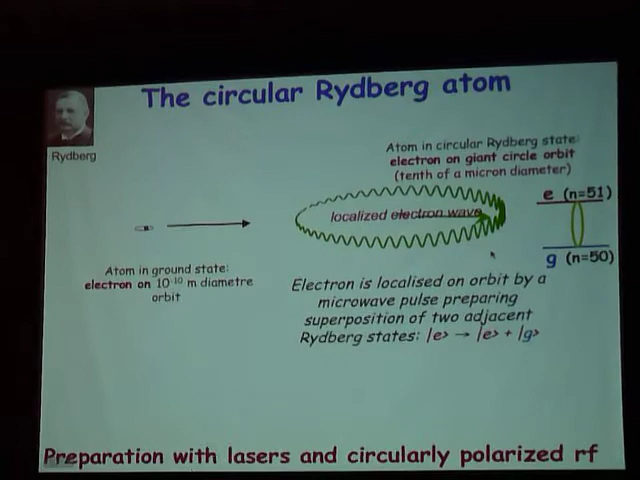 The circular Rydberg atom
Rydberg
Atom in circular Rydberg state:
electron on giant circle orbit
(tenth of a micron diameter)
localized electron wave
e (n=51)
g (n=50)
Atom in ground state:
electron on 10⁻¹⁰ m diametre
orbit
Electron is localised on orbit by a
microwave pulse preparing
superposition of two adjacent
Rydberg states: |e> → |e> + |g>
Preparation with lasers and circularly polarized rf